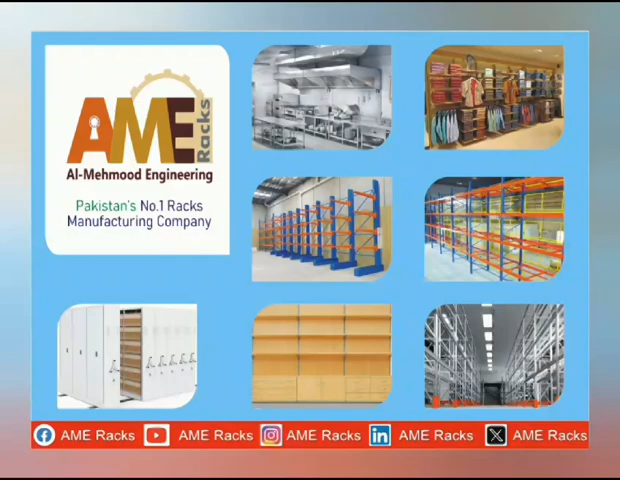 AME
Racks
Al-Mehmood Engineering
Pakistan's No.1 Racks
Manufacturing Company
AME Racks AME Racks AME Racks AME Racks AME Racks